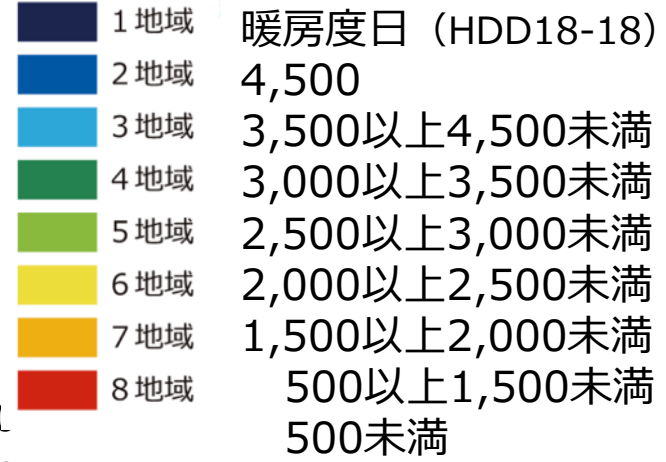 1地域 暖房度日（HDD18-18）
2地域 4,500
3地域 3,500以上4,500未満
4地域 3,000以上3,500未満
5地域 2,500以上3,000未満
6地域 2,000以上2,500未満
7地域 1,500以上2,000未満
8地域 500以上1,500未満
500未満